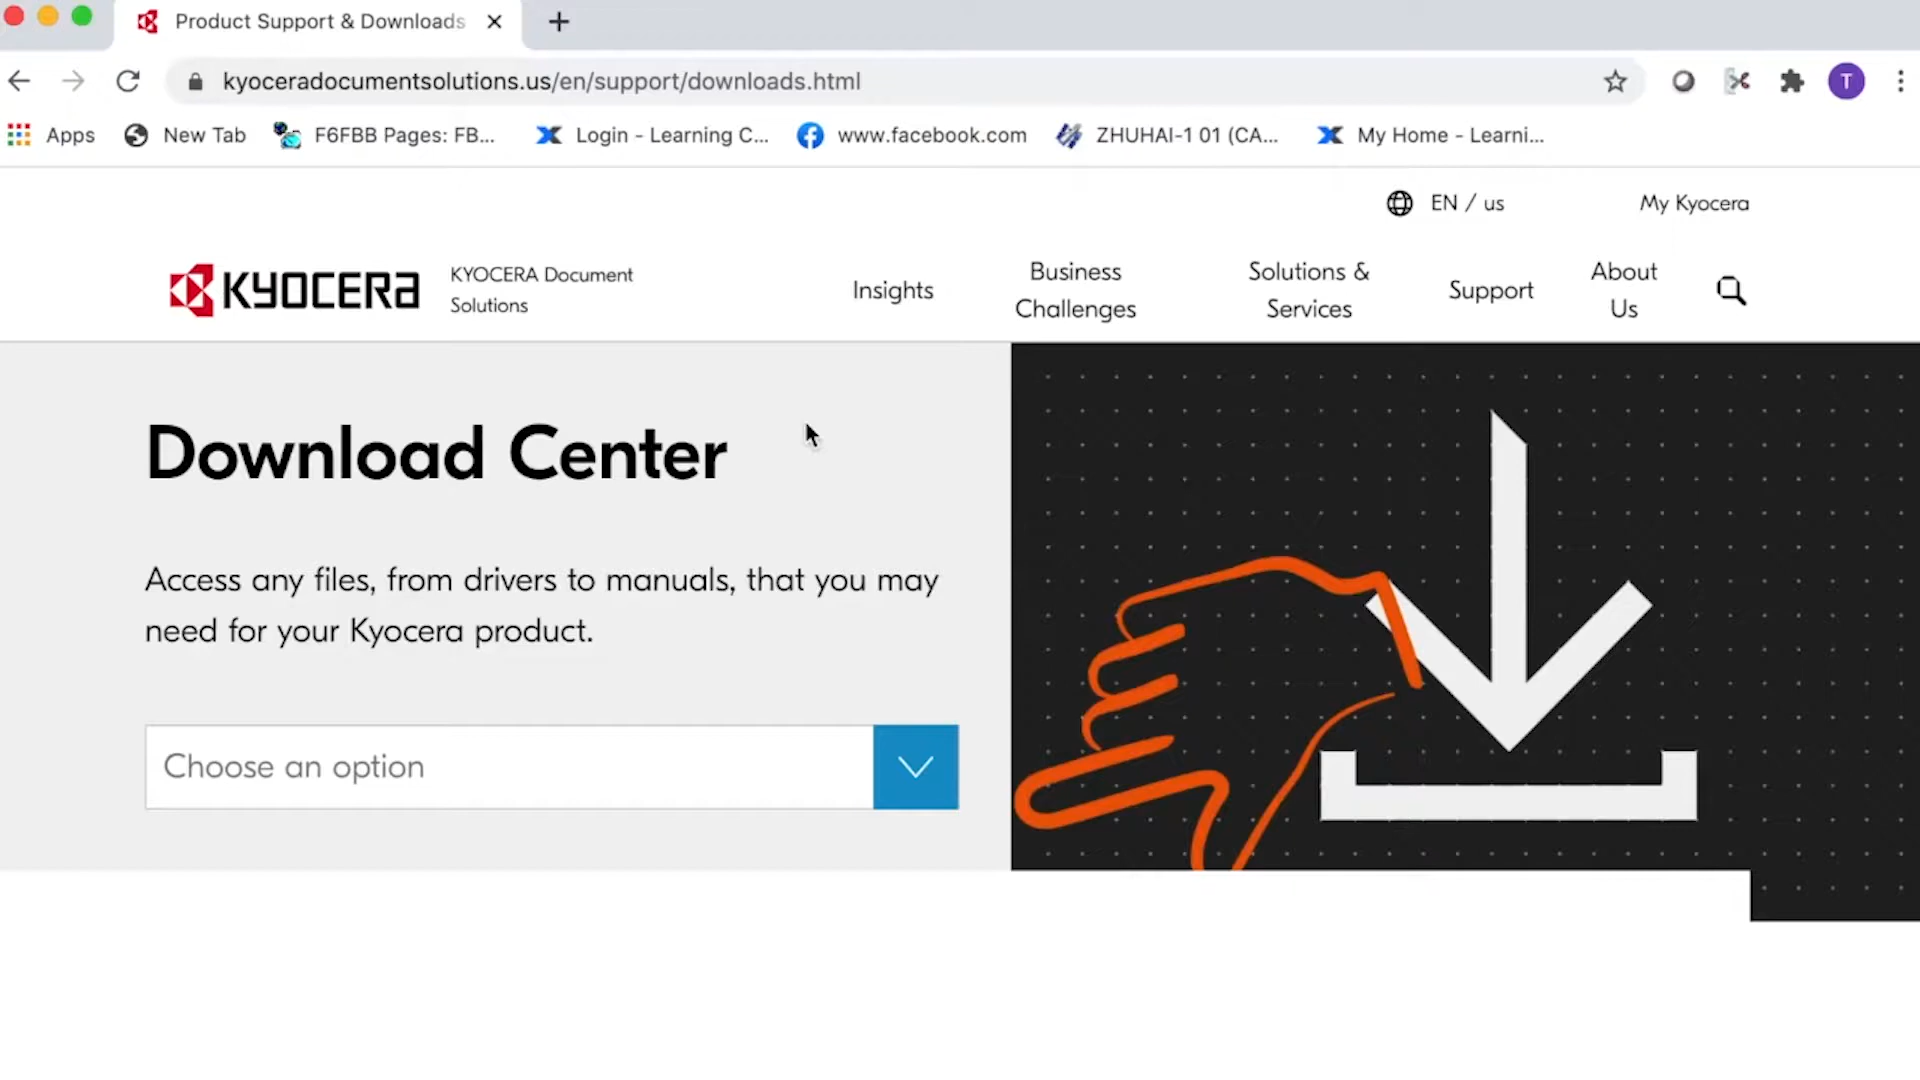 Product Support & Downloads
kyoceradocumentsolutions.us/en/support/downloads.html
T
Apps
New Tab
F6FBB Pages: FB...
Login - Learning C...
www.facebook.com
ZHUHAI-1 01 (CA...
My Home - Learni...
EN / us
My Kyocera
KYOCERA
KYOCERA Document
Solutions
Insights
Business
Challenges
Solutions &
Services
Support
About
Us
Download Center
Access any files, from drivers to manuals, that you may
need for your Kyocera product.
Choose an option